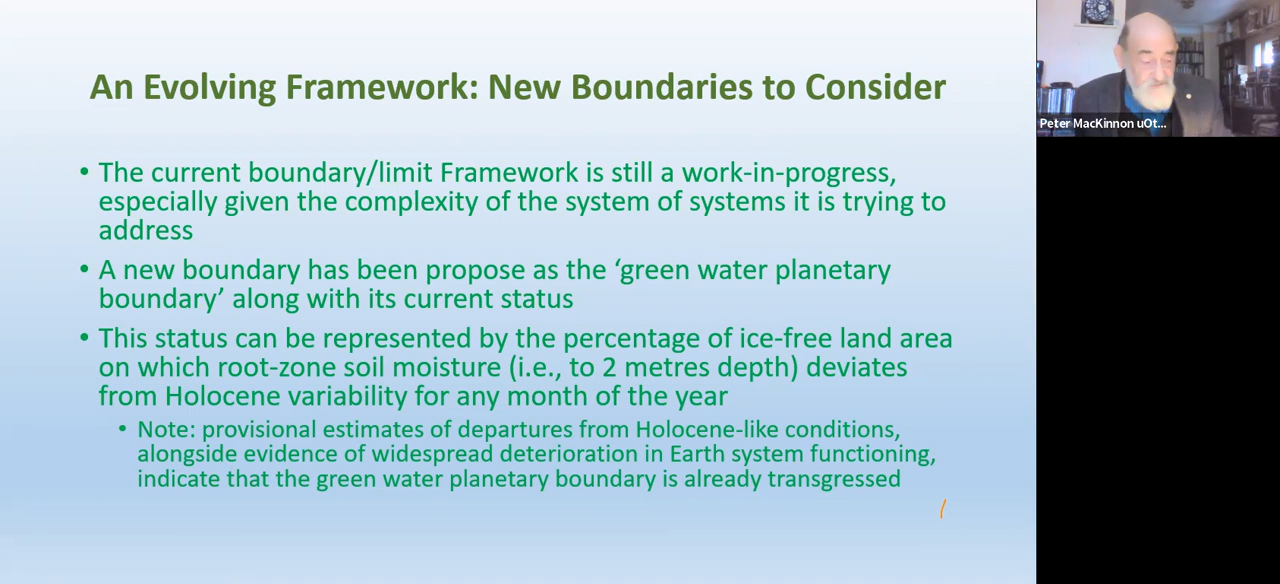 An Evolving Framework: New Boundaries to Consider
• The current boundary/limit Framework is still a work-in-progress,
especially given the complexity of the system of systems it is trying to
address
• A new boundary has been propose as the ‘green water planetary
boundary’ along with its current status
• This status can be represented by the percentage of ice-free land area
on which root-zone soil moisture (i.e., to 2 metres depth) deviates
from Holocene variability for any month of the year
• Note: provisional estimates of departures from Holocene-like conditions,
alongside evidence of widespread deterioration in Earth system functioning,
indicate that the green water planetary boundary is already transgressed
Peter MacKinnon uOt...